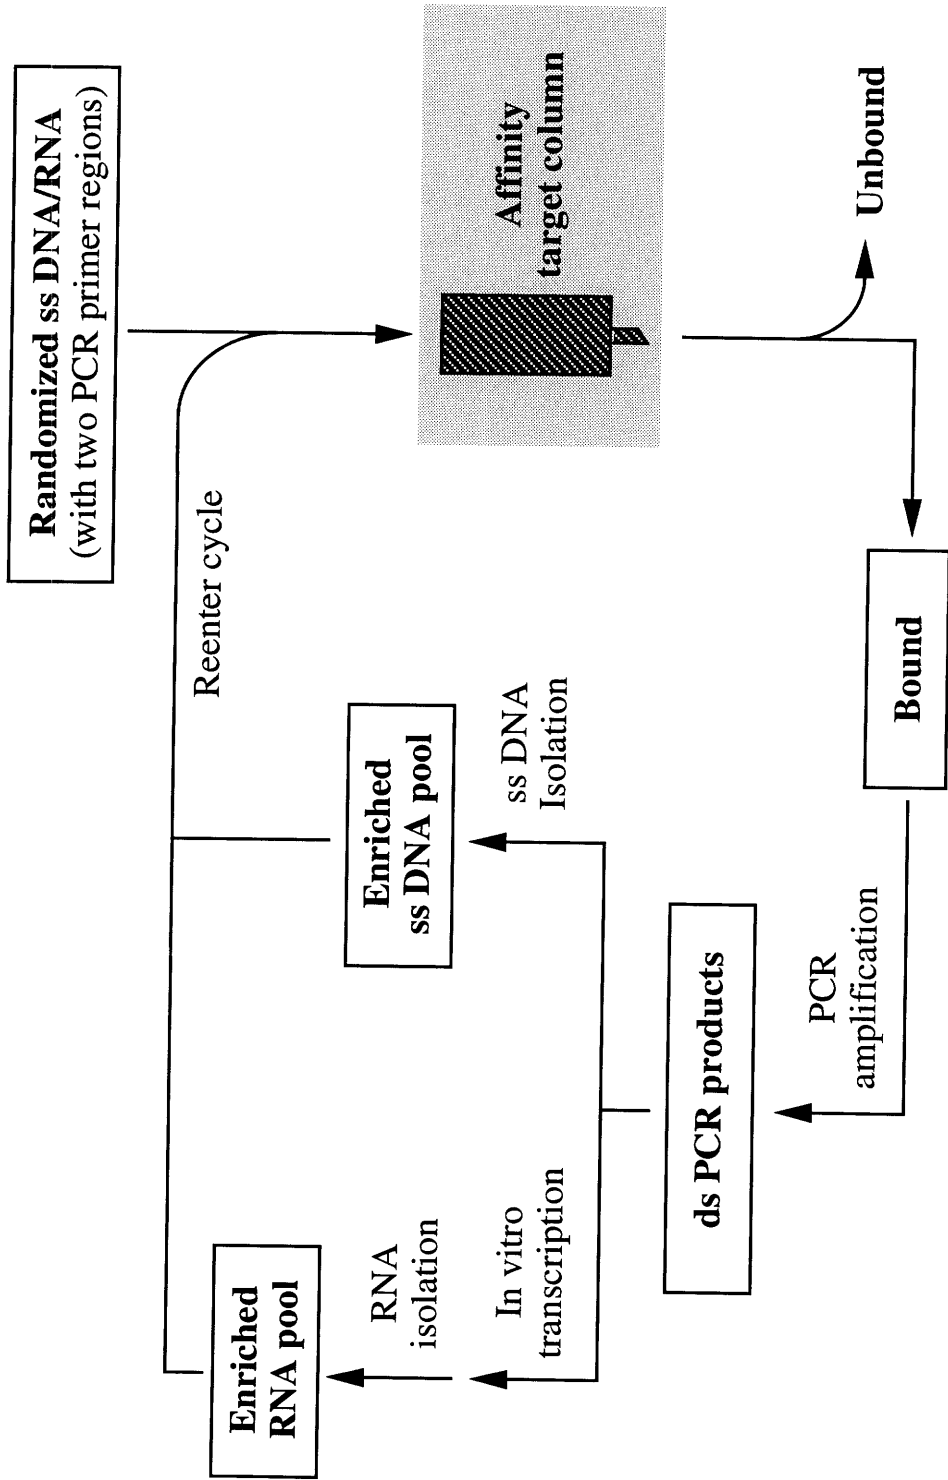 Randomized ss DNA/RNA
(with two PCR primer regions)
Reenter cycle
Affinity
target column
Unbound
Bound
PCR
amplification
ds PCR products
ss DNA
Isolation
Enriched
ss DNA pool
In vitro
transcription
RNA
isolation
Enriched
RNA pool